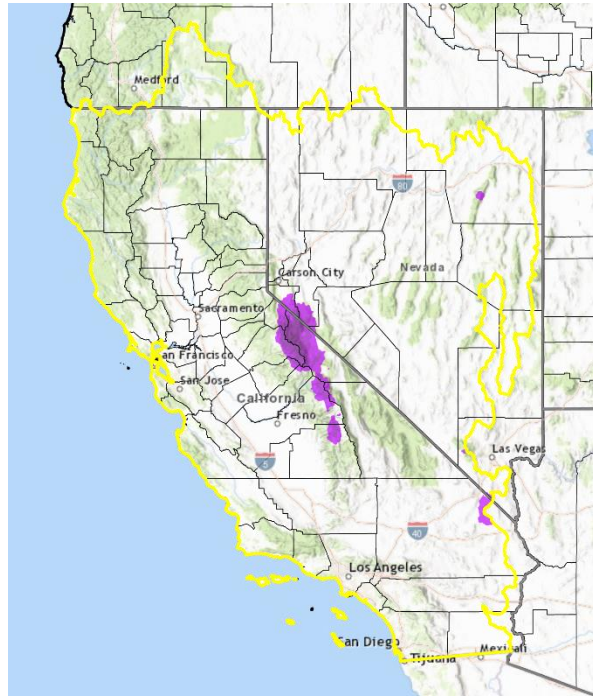 Medford
80
Nevada
Carson City
Sacramento
an Francisco
San Jose
California
Fresno
5
Las Vegas
40
Los Angeles
San Diego
Mexicali
Tijuana